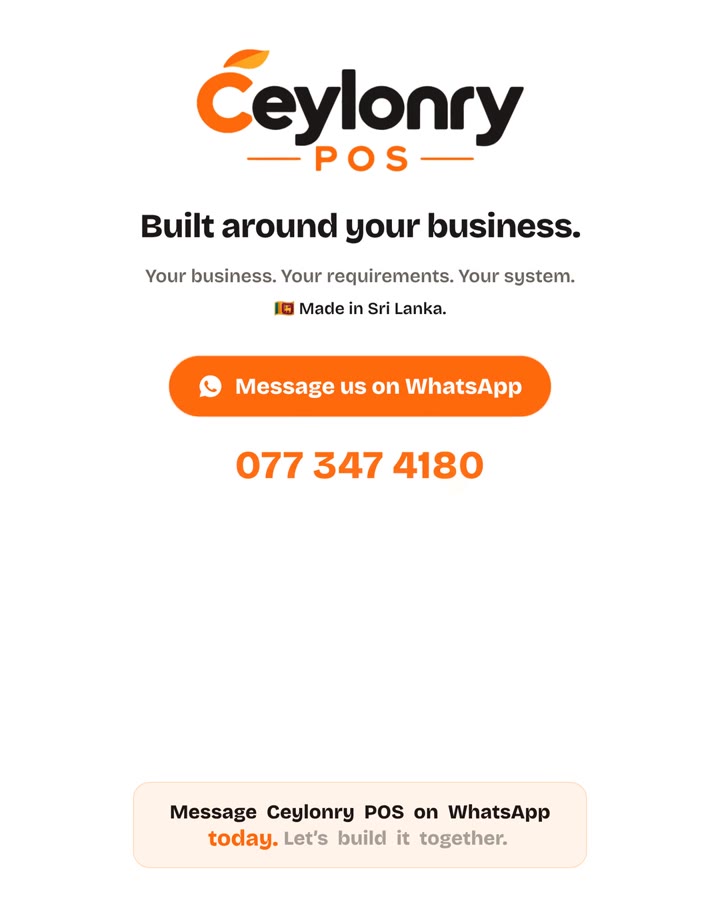 Ceylonry
POS
Built around your business.
Your business. Your requirements. Your system.
🇱🇰 Made in Sri Lanka.
Message us on WhatsApp
077 347 4180
Message Ceylonry POS on WhatsApp
today. Let's build it together.